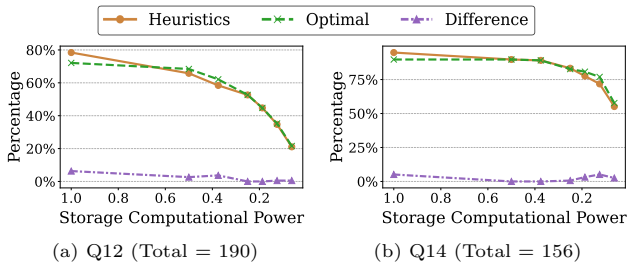 Heuristics Optimal Difference
80%
60%
40%
20%
0%
Percentage
1.0 0.8 0.6 0.4 0.2
Storage Computational Power
(a) Q12 (Total = 190)
75%
50%
25%
0%
Percentage
1.0 0.8 0.6 0.4 0.2
Storage Computational Power
(b) Q14 (Total = 156)